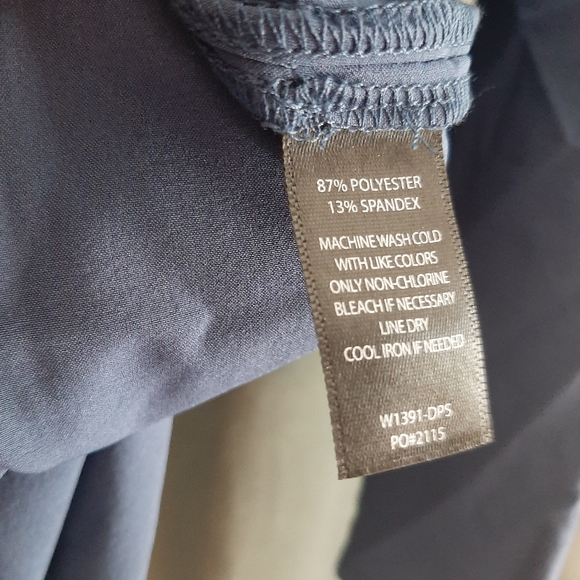 87% POLYESTER
13% SPANDEX
MACHINE WASH COLD
WITH LIKE COLORS
ONLY NON-CHLORINE
BLEACH IF NECESSARY
LINE DRY
COOL IRON IF NEEDED
W1391-DPS
PO#2115